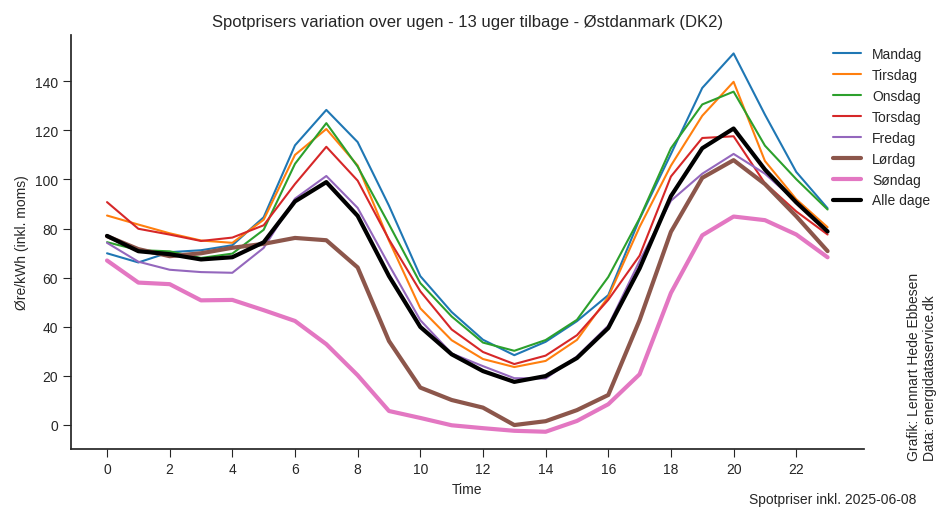 Spotprisers variation over ugen - 13 uger tilbage - Østdanmark (DK2)
Øre/kWh (inkl. moms)
140
120
100
80
60
40
20
0
0 2 4 6 8 10 12 14 16 18 20 22
Time
Mandag
Tirsdag
Onsdag
Torsdag
Fredag
Lørdag
Søndag
Alle dage
Grafik: Lennart Hede Ebbesen
Data: energidataservice.dk
Spotpriser inkl. 2025-06-08